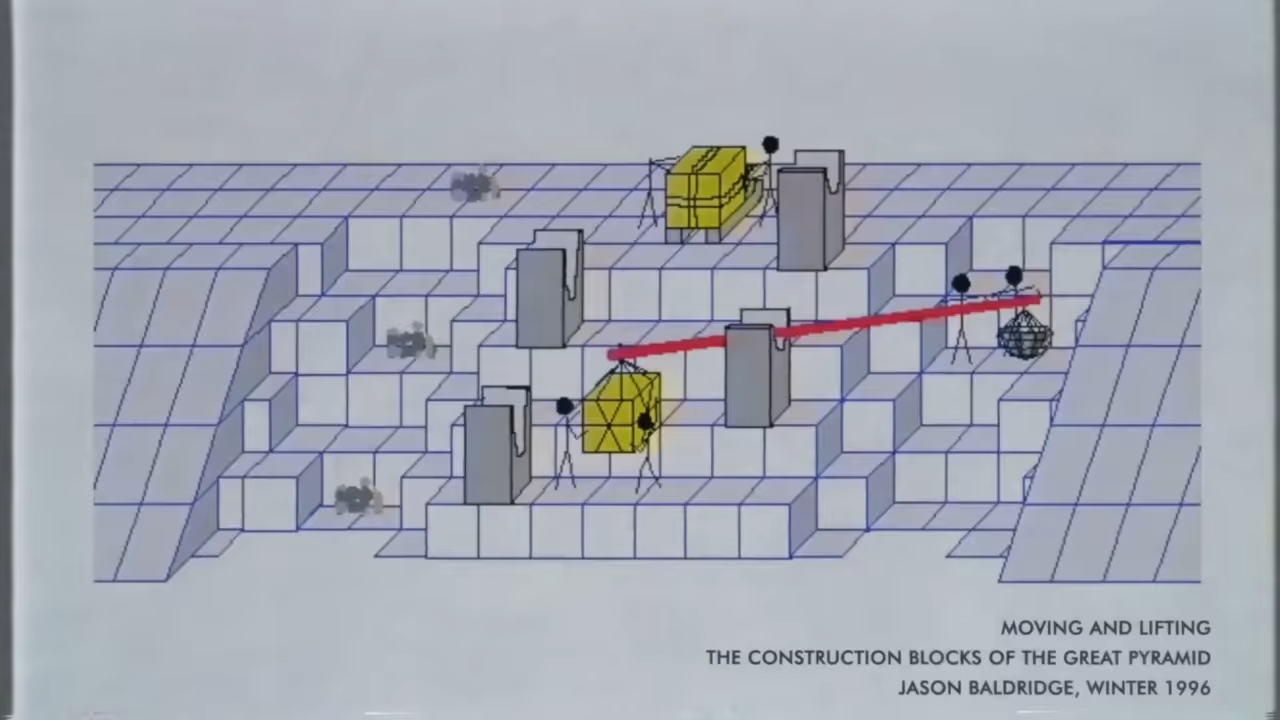 MOVING AND LIFTING
THE CONSTRUCTION BLOCKS OF THE GREAT PYRAMID
JASON BALDRIDGE, WINTER 1996